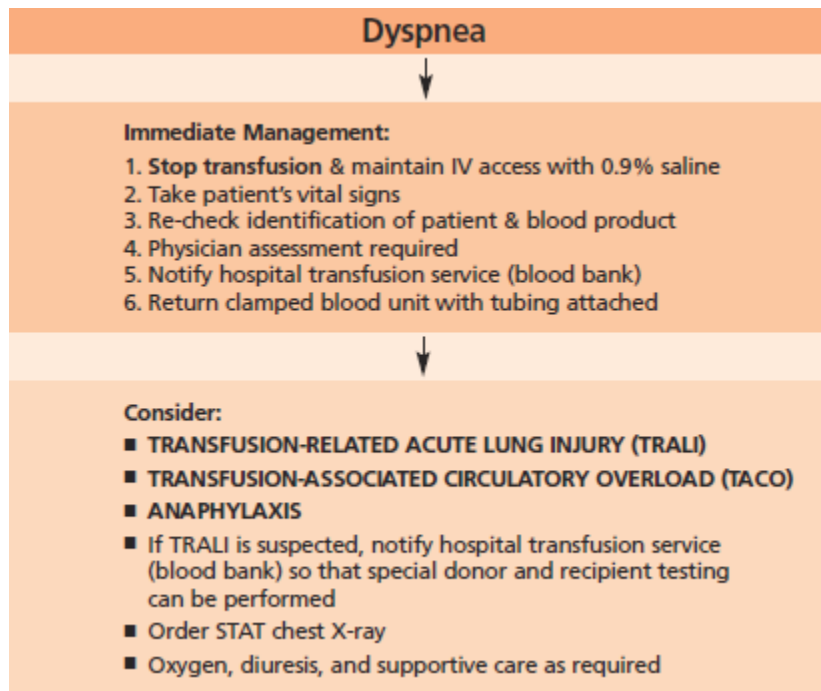 Dyspnea
Immediate Management:
1. Stop transfusion & maintain IV access with 0.9% saline
2. Take patient’s vital signs
3. Re-check identification of patient & blood product
4. Physician assessment required
5. Notify hospital transfusion service (blood bank)
6. Return clamped blood unit with tubing attached
Consider:
■ TRANSFUSION-RELATED ACUTE LUNG INJURY (TRALI)
■ TRANSFUSION-ASSOCIATED CIRCULATORY OVERLOAD (TACO)
■ ANAPHYLAXIS
■ If TRALI is suspected, notify hospital transfusion service
(blood bank) so that special donor and recipient testing
can be performed
■ Order STAT chest X-ray
■ Oxygen, diuresis, and supportive care as required